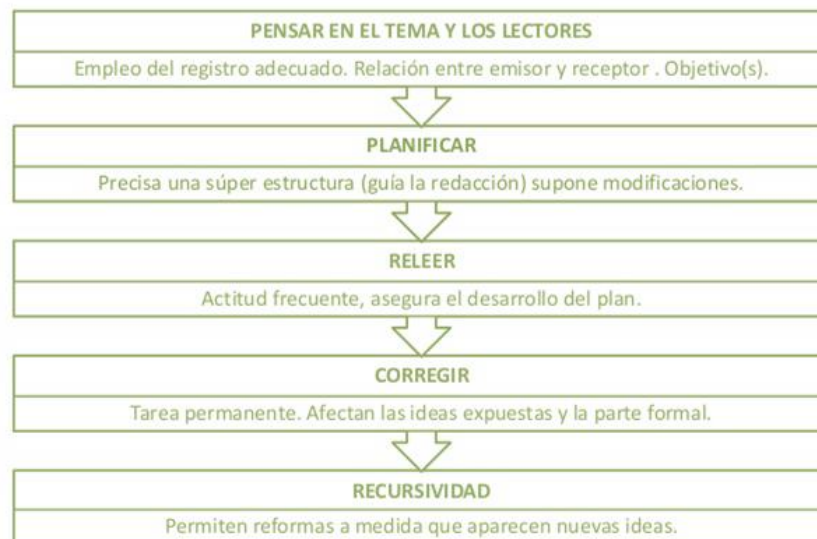 PENSAR EN EL TEMA Y LOS LECTORES
Empleo del registro adecuado. Relación entre emisor y receptor . Objetivo(s).
PLANIFICAR
Precisa una súper estructura (guía la redacción) supone modificaciones.
RELEER
Actitud frecuente, asegura el desarrollo del plan.
CORREGIR
Tarea permanente. Afectan las ideas expuestas y la parte formal.
RECURSIVIDAD
Permiten reformas a medida que aparecen nuevas ideas.